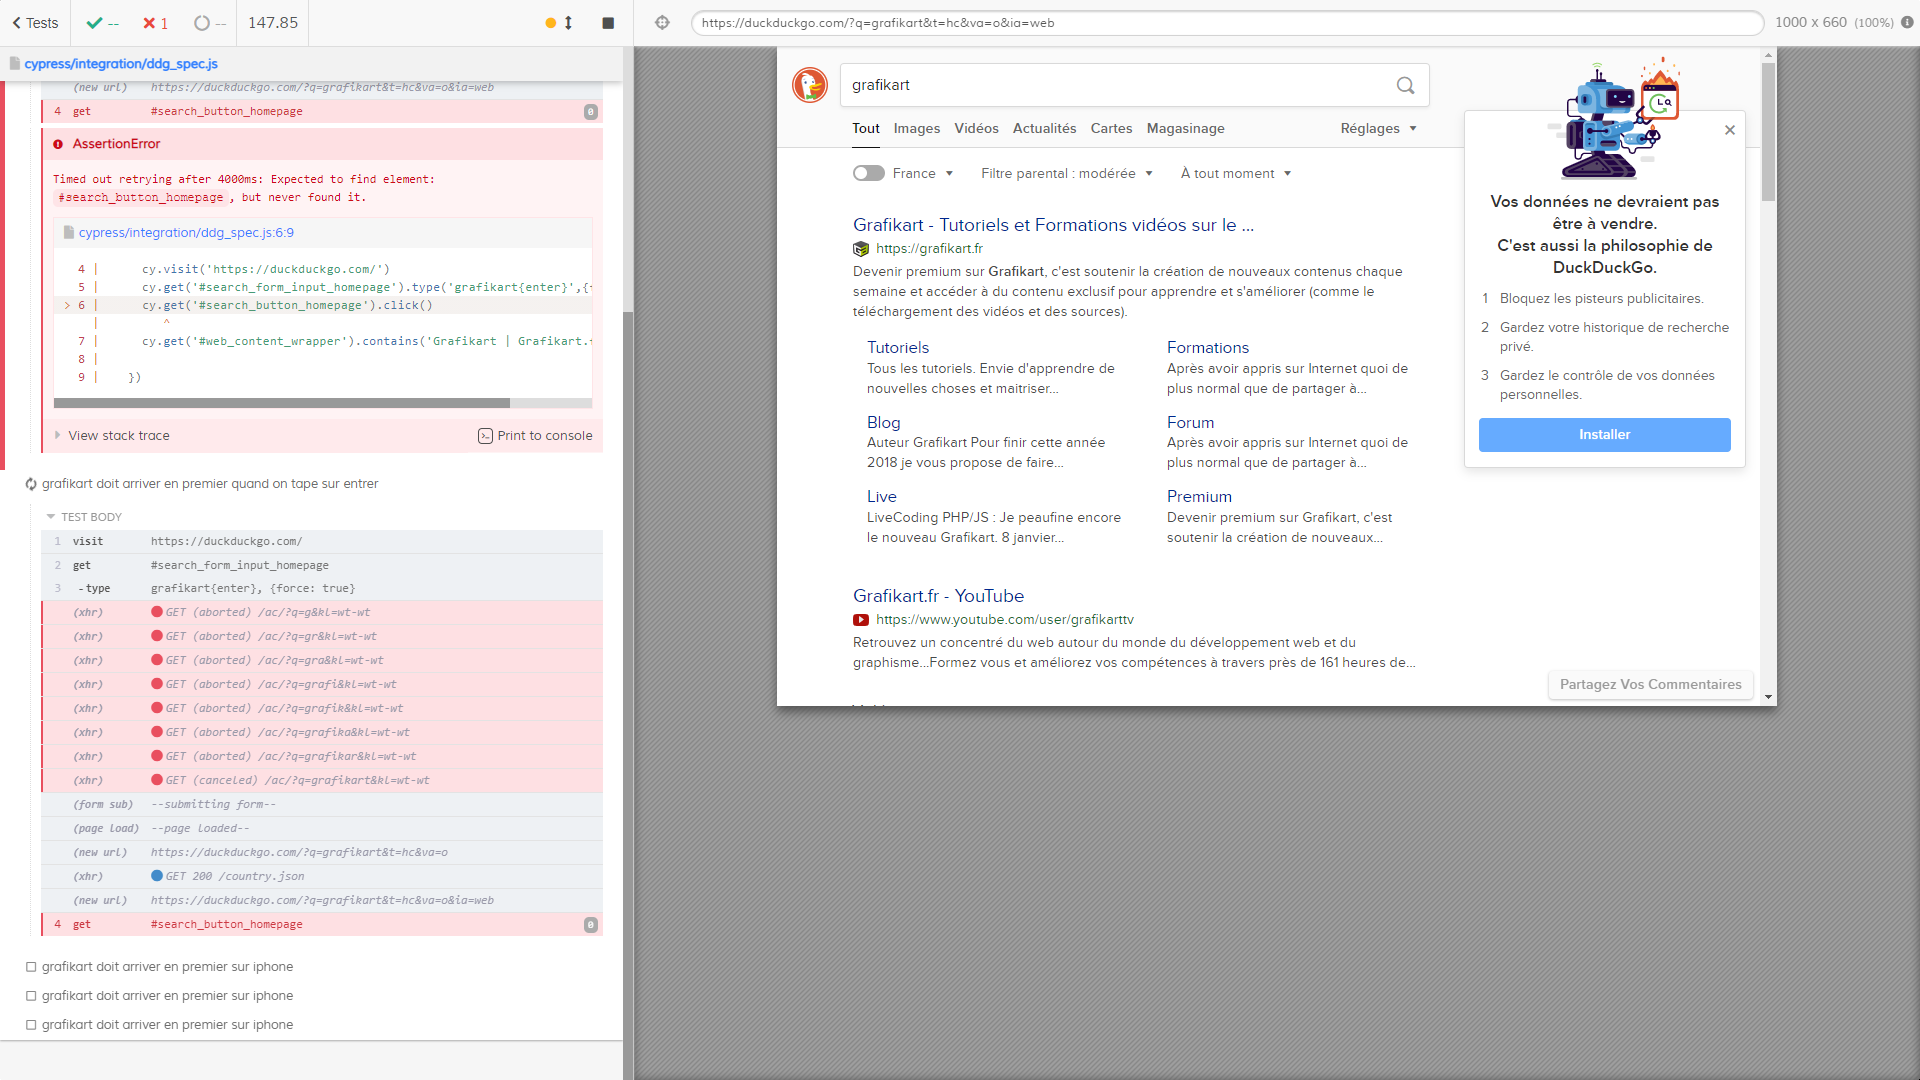 Tests
--
1
--
147.85
https://duckduckgo.com/?q=grafikart&t=hc&va=o&ia=web
1000 x 660 (100%)
cypress/integration/ddg_spec.js
(new url) https://duckduckgo.com/?q=grafikart&t=hc&va=o&ia=web
4 get #search_button_homepage 0
AssertionError
Timed out retrying after 4000ms: Expected to find element:
#search_button_homepage, but never found it.
cypress/integration/ddg_spec.js:6:9
4 | cy.visit('https://duckduckgo.com/')
5 | cy.get('#search_form_input_homepage').type('grafikart{enter}',{
> 6 | cy.get('#search_button_homepage').click()
| ^
7 | cy.get('#web_content_wrapper').contains('Grafikart | Grafikart.
8 |
9 | })
View stack trace
Print to console
grafikart doit arriver en premier quand on tape sur entrer
TEST BODY
1 visit https://duckduckgo.com/
2 get #search_form_input_homepage
3 -type grafikart{enter}, {force: true}
(xhr) GET (aborted) /ac/?q=g&kl=wt-wt
(xhr) GET (aborted) /ac/?q=gr&kl=wt-wt
(xhr) GET (aborted) /ac/?q=gra&kl=wt-wt
(xhr) GET (aborted) /ac/?q=grafi&kl=wt-wt
(xhr) GET (aborted) /ac/?q=grafik&kl=wt-wt
(xhr) GET (aborted) /ac/?q=grafika&kl=wt-wt
(xhr) GET (aborted) /ac/?q=grafikar&kl=wt-wt
(xhr) GET (canceled) /ac/?q=grafikart&kl=wt-wt
(form sub) --submitting form--
(page load) --page loaded--
(new url) https://duckduckgo.com/?q=grafikart&t=hc&va=o
(xhr) GET 200 /country.json
(new url) https://duckduckgo.com/?q=grafikart&t=hc&va=o&ia=web
4 get #search_button_homepage 0
grafikart doit arriver en premier sur iphone
grafikart doit arriver en premier sur iphone
grafikart doit arriver en premier sur iphone
grafikart
Tout Images Vidéos Actualités Cartes Magasinage Réglages
France Filtre parental : modérée À tout moment
Grafikart - Tutoriels et Formations vidéos sur le ...
https://grafikart.fr
Devenir premium sur Grafikart, c'est soutenir la création de nouveaux contenus chaque
semaine et accéder à du contenu exclusif pour apprendre et s'améliorer (comme le
téléchargement des vidéos et des sources).
Tutoriels
Tous les tutoriels. Envie d'apprendre de
nouvelles choses et maitriser...
Formations
Après avoir appris sur Internet quoi de
plus normal que de partager à...
Blog
Auteur Grafikart Pour finir cette année
2018 je vous propose de faire...
Forum
Après avoir appris sur Internet quoi de
plus normal que de partager à...
Live
LiveCoding PHP/JS : Je peaufine encore
le nouveau Grafikart. 8 janvier...
Premium
Devenir premium sur Grafikart, c'est
soutenir la création de nouveaux...
Grafikart.fr - YouTube
https://www.youtube.com/user/grafikarttv
Retrouvez un concentré du web autour du monde du développement web et du
graphisme...Formez vous et améliorez vos compétences à travers près de 161 heures de...
Vos données ne devraient pas
être à vendre.
C'est aussi la philosophie de
DuckDuckGo.
1 Bloquez les pisteurs publicitaires.
2 Gardez votre historique de recherche
privé.
3 Gardez le contrôle de vos données
personnelles.
Installer
Partagez Vos Commentaires